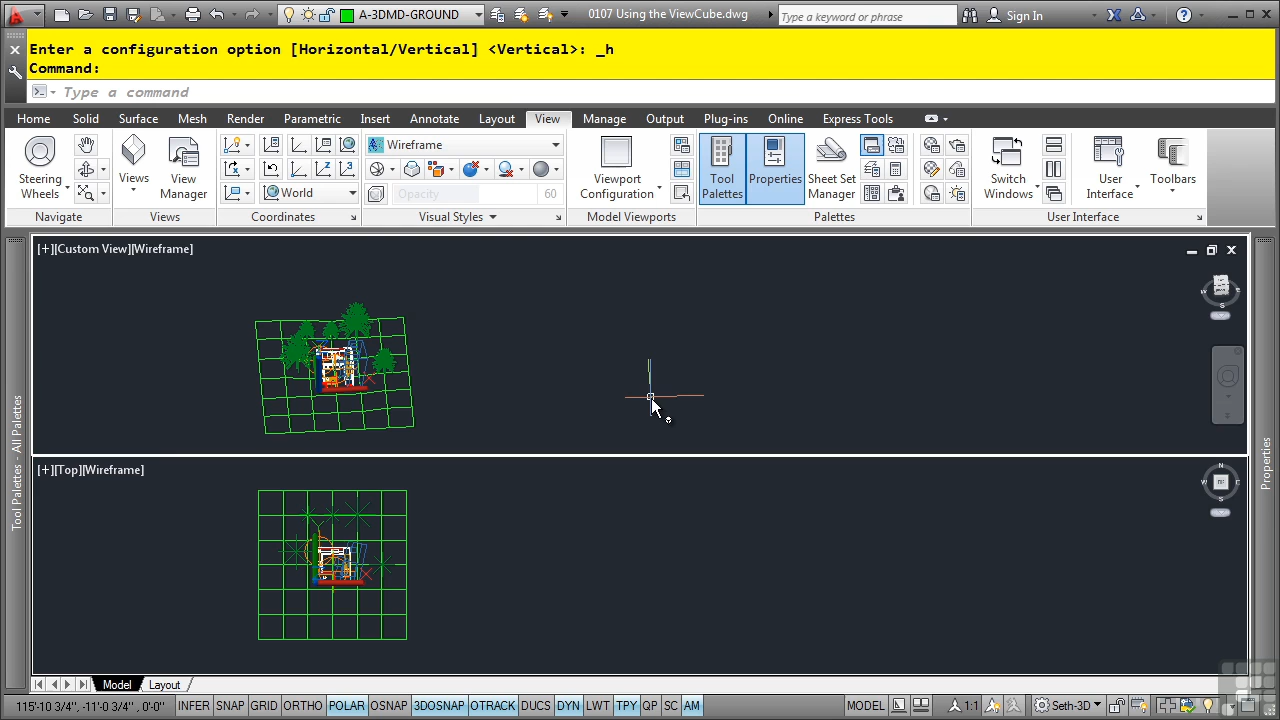 A-3DMD-GROUND
0107 Using the ViewCube.dwg
Type a keyword or phrase
Sign In
Enter a configuration option [Horizontal/Vertical] <Vertical>: _h
Command:
Type a command
Home Solid Surface Mesh Render Parametric Insert Annotate Layout View Manage Output Plug-ins Online Express Tools
Steering Wheels
Views
View Manager
World
Wireframe
Opacity 60
Viewport Configuration
Tool Palettes
Properties
Sheet Set Manager
Switch Windows
User Interface
Toolbars
Navigate Views Coordinates Visual Styles Model Viewports Palettes User Interface
[+][Custom View][Wireframe]
S
[+][Top][Wireframe]
N
W
S
Tool Palettes - All Palettes
Properties
Model Layout
115'-10 3/4", -11'-0 3/4", 0'-0"
INFER SNAP GRID ORTHO POLAR OSNAP 3DOSNAP OTRACK DUCS DYN LWT TPY QP SC AM
MODEL
1:1
Seth-3D